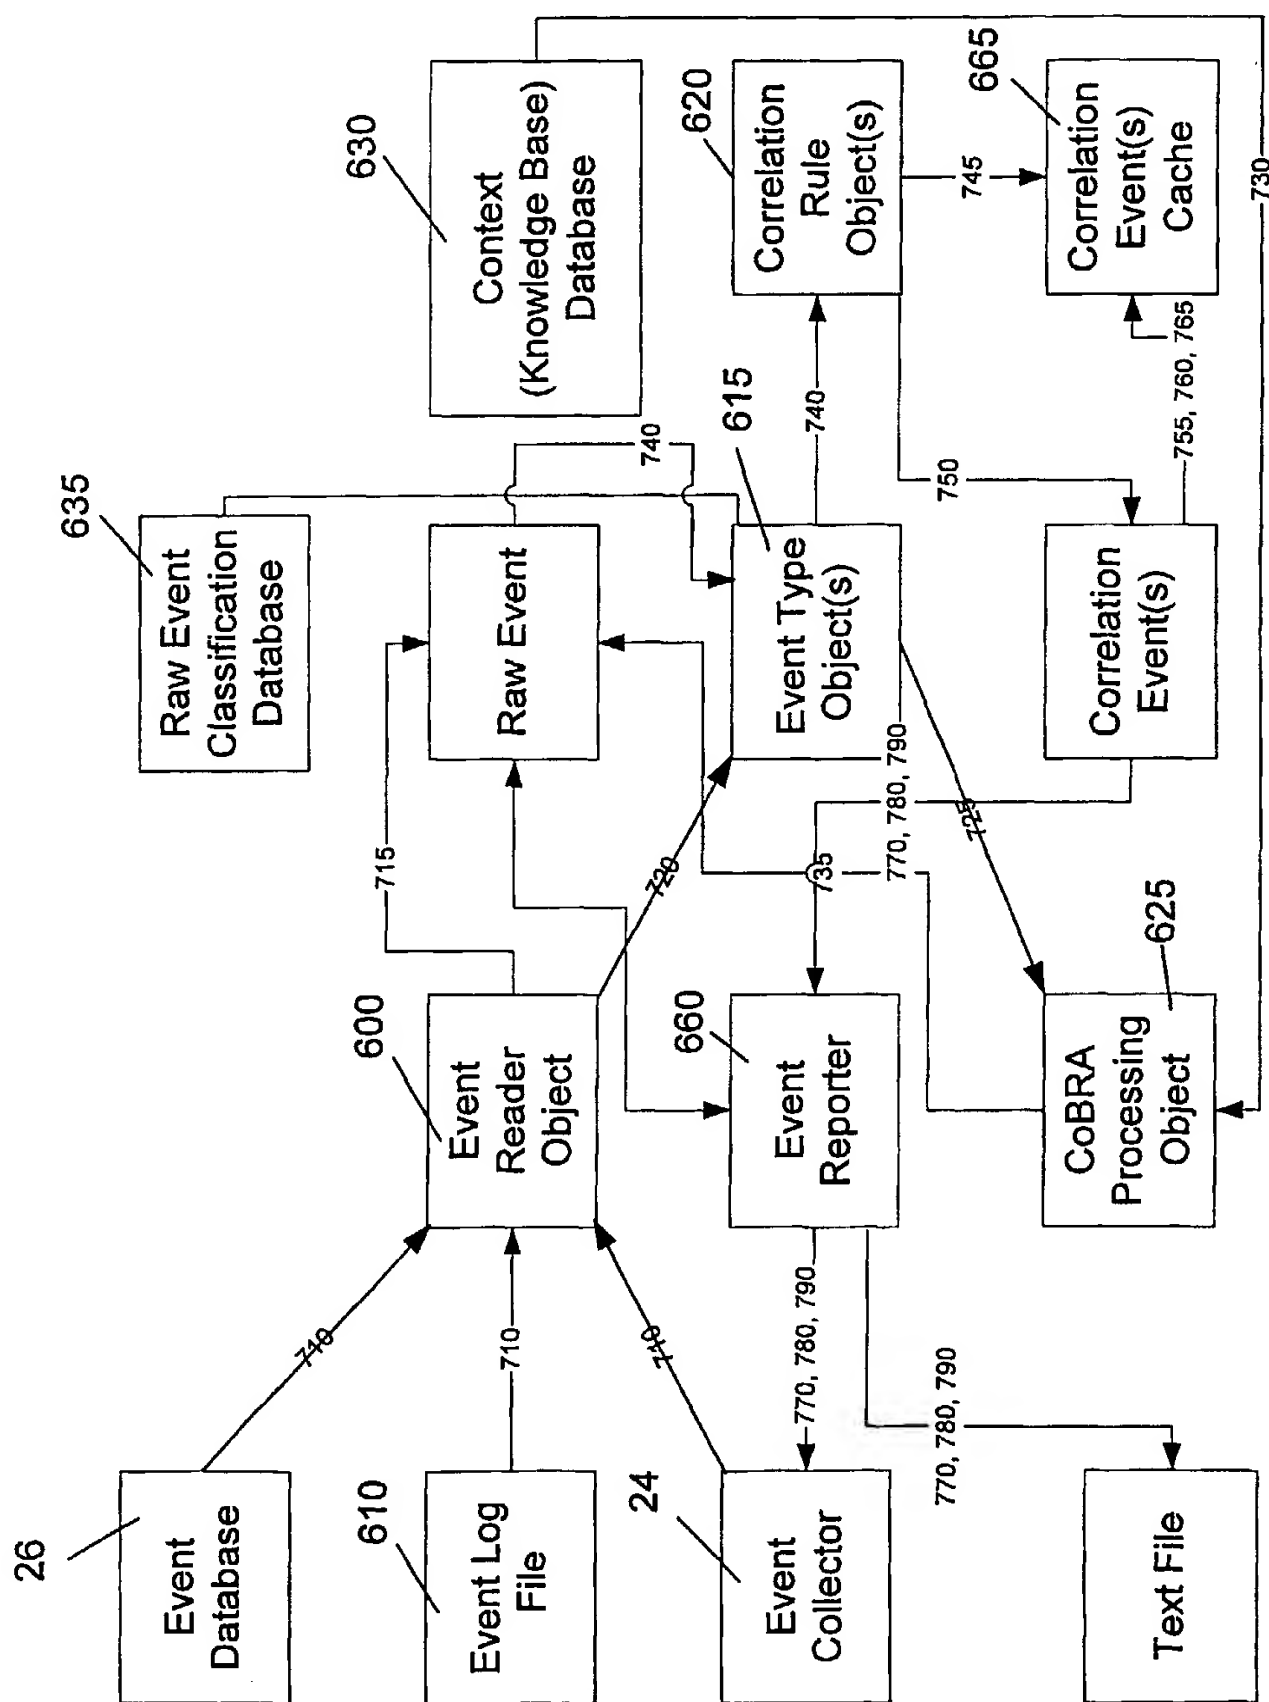 26
Event
Database
610
Event Log
File
24
Event
Collector
Text File
710
710
710
770, 780, 790
770, 780, 790
600
Event
Reader
Object
660
Event
Reporter
CoBRA
Processing
Object
625
715
720
735
770, 780, 790
725
635
Raw Event
Classification
Database
Raw Event
Event Type
Object(s)
615
Correlation
Event(s)
740
740
750
755, 760, 765
630
Context
(Knowledge Base)
Database
620
Correlation
Rule
Object(s)
745
665
Correlation
Event(s)
Cache
730